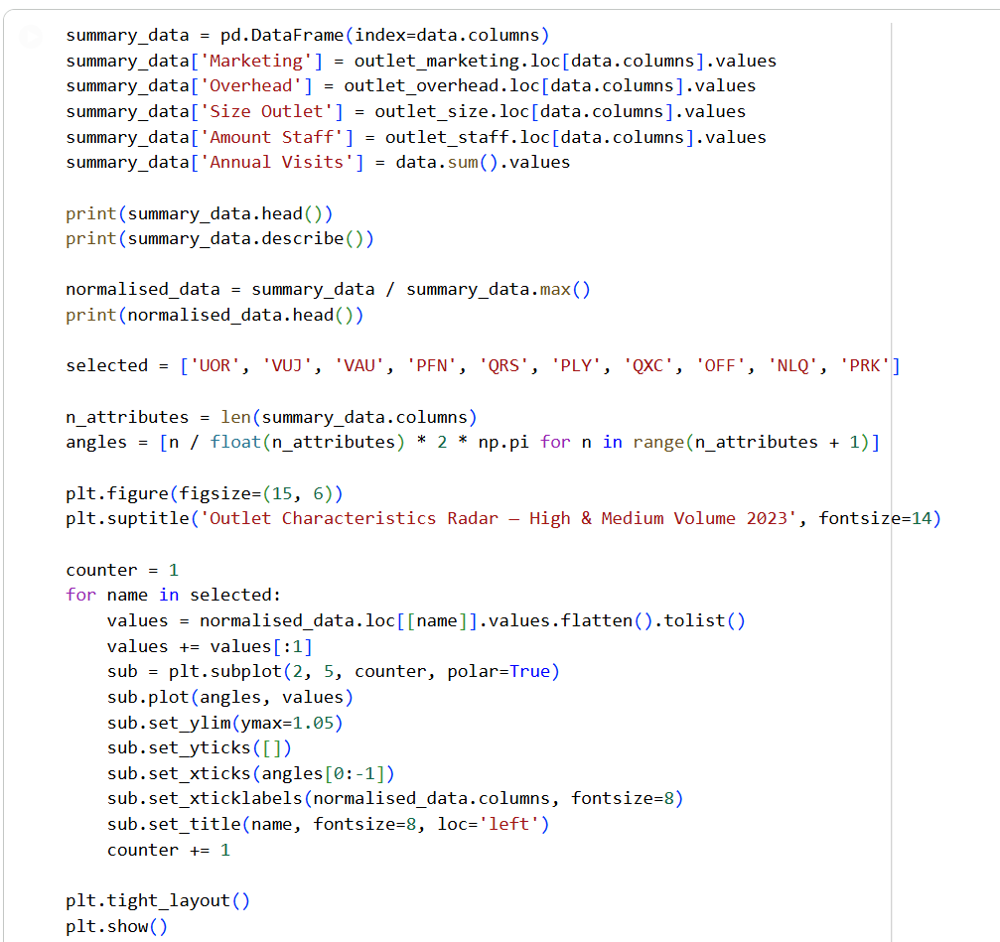 summary_data = pd.DataFrame(index=data.columns)
summary_data['Marketing'] = outlet_marketing.loc[data.columns].values
summary_data['Overhead'] = outlet_overhead.loc[data.columns].values
summary_data['Size Outlet'] = outlet_size.loc[data.columns].values
summary_data['Amount Staff'] = outlet_staff.loc[data.columns].values
summary_data['Annual Visits'] = data.sum().values

print(summary_data.head())
print(summary_data.describe())

normalised_data = summary_data / summary_data.max()
print(normalised_data.head())

selected = ['UOR', 'VUJ', 'VAU', 'PFN', 'QRS', 'PLY', 'QXC', 'OFF', 'NLQ', 'PRK']

n_attributes = len(summary_data.columns)
angles = [n / float(n_attributes) * 2 * np.pi for n in range(n_attributes + 1)]

plt.figure(figsize=(15, 6))
plt.suptitle('Outlet Characteristics Radar – High & Medium Volume 2023', fontsize=14)

counter = 1
for name in selected:
    values = normalised_data.loc[[name]].values.flatten().tolist()
    values += values[:1]
    sub = plt.subplot(2, 5, counter, polar=True)
    sub.plot(angles, values)
    sub.set_ylim(ymax=1.05)
    sub.set_yticks([])
    sub.set_xticks(angles[0:-1])
    sub.set_xticklabels(normalised_data.columns, fontsize=8)
    sub.set_title(name, fontsize=8, loc='left')
    counter += 1

plt.tight_layout()
plt.show()